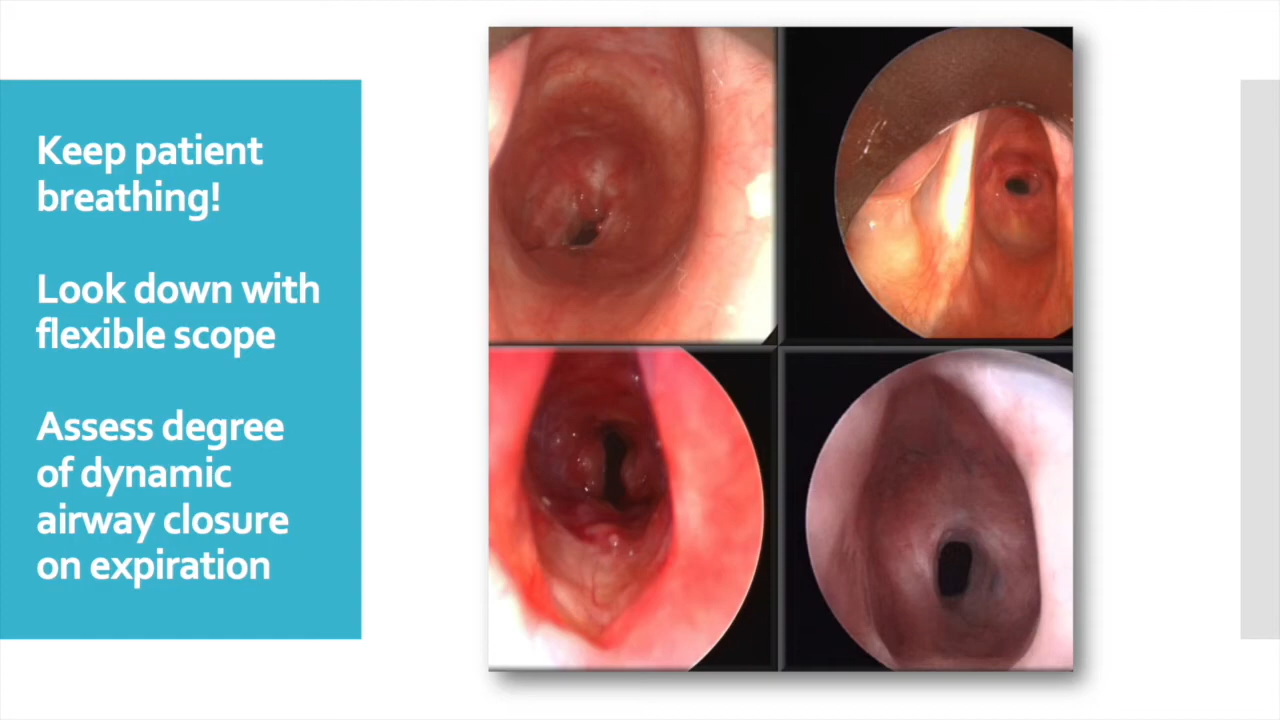 Keep patient
breathing!
Look down with
flexible scope
Assess degree
of dynamic
airway closure
on expiration